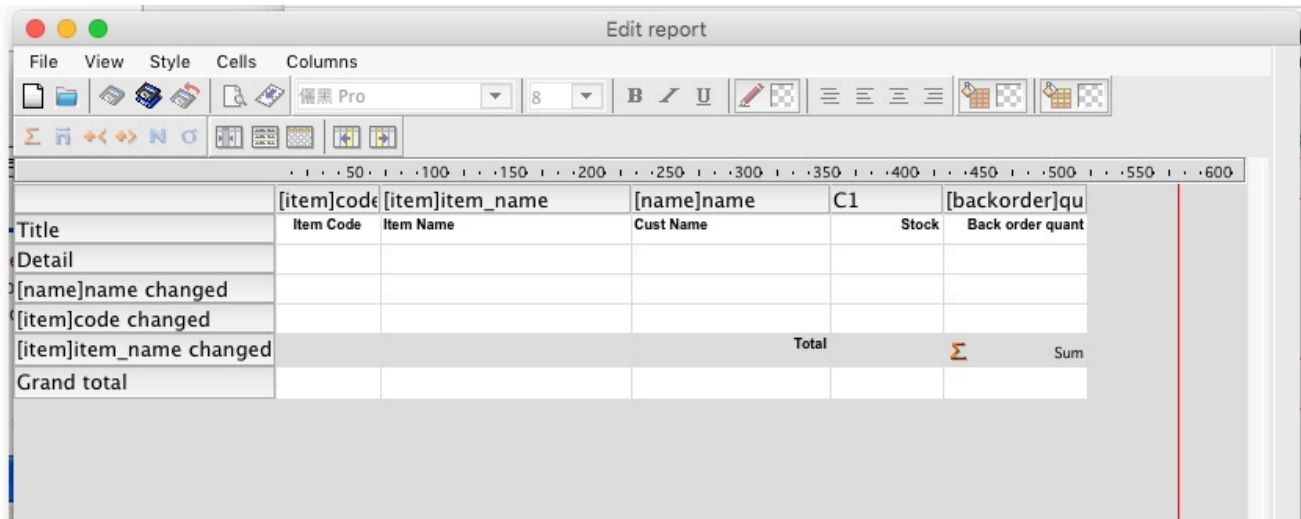 Edit report
File View Style Cells Columns
儷黑 Pro 8 B I U
Σ n N σ
50 100 150 200 250 300 350 400 450 500 550 600
[item]code [item]item_name [name]name C1 [backorder]qu
Title Item Code Item Name Cust Name Stock Back order quant
Detail
[name]name changed
[item]code changed
[item]item_name changed Total Σ Sum
Grand total